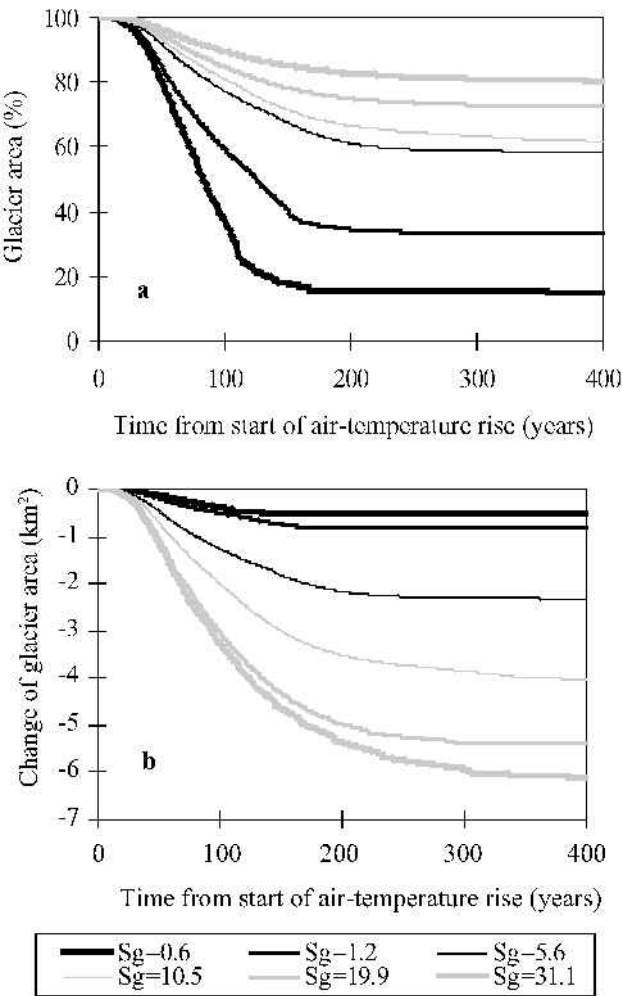 100
80
60
40
20
0
Glacier area (%)
a
0 100 200 300 400
Time from start of air-temperature rise (years)
0
-1
-2
-3
-4
-5
-6
-7
Change of glacier area (km²)
b
0 100 200 300 400
Time from start of air-temperature rise (years)
Sg–0.6 Sg–1.2 Sg–5.6
Sg=10.5 Sg=19.9 Sg=31.1